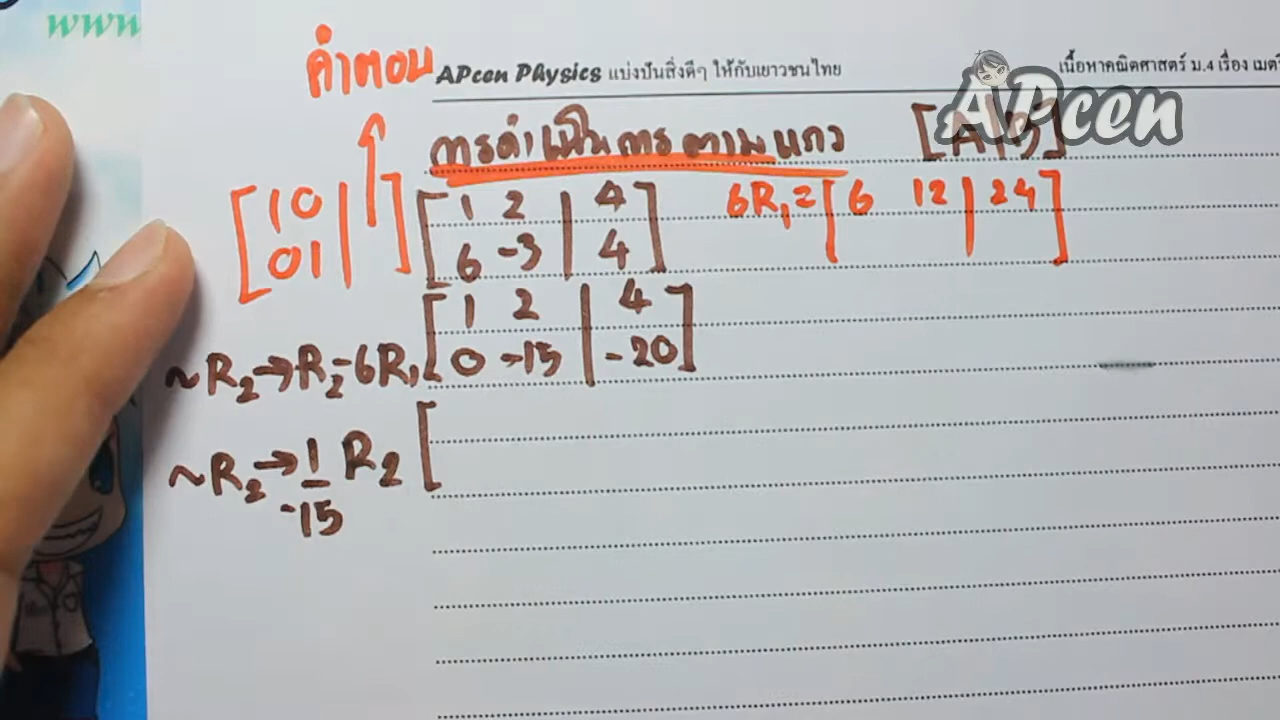 www
คำตอบ
APcen Physics แบ่งปันสิ่งดีๆ ให้กับเยาวชนไทย
เนื้อหาคณิตศาสตร์ ม.4 เรื่อง เมตริ
APcen
การดำเนินการตามแถว [A|B]
[1 0 | ]
[0 1 | ]
[1 2 | 4]
[6 -3 | 4]
6R₁=[6 12 | 24]
[1 2 | 4]
~R₂→R₂-6R₁ [0 -15 | -20]
~R₂→1/-15 R₂ [